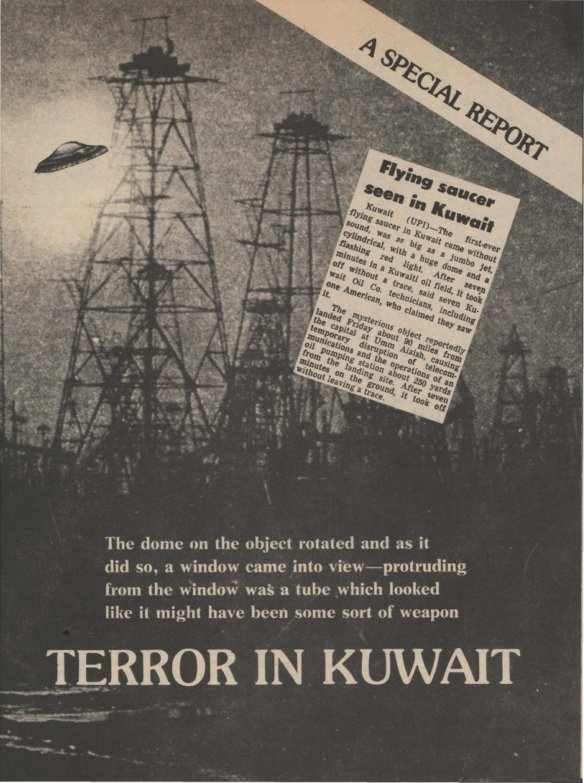 A SPECIAL REPORT
Flying saucer
seen in Kuwait
Kuwait (UPI)—The first-ever
flying saucer in Kuwait came without
sound, was as big as a jumbo jet,
cylindrical, with a huge dome and a
flashing red light. After seven
minutes in a Kuwaiti oil field, it took
off without a trace, said seven Ku-
wait Oil Co. technicians, including
one American, who claimed they saw
it.
The mysterious object reportedly
landed Friday about 90 miles from
the capital at Umm Alaish, causing
temporary disruption of telecom-
munications and the operations of an
oil pumping station about 250 yards
from the landing site. After seven
minutes on the ground, it took off
without leaving a trace.
The dome on the object rotated and as it
did so, a window came into view—protruding
from the window was a tube which looked
like it might have been some sort of weapon
TERROR IN KUWAIT